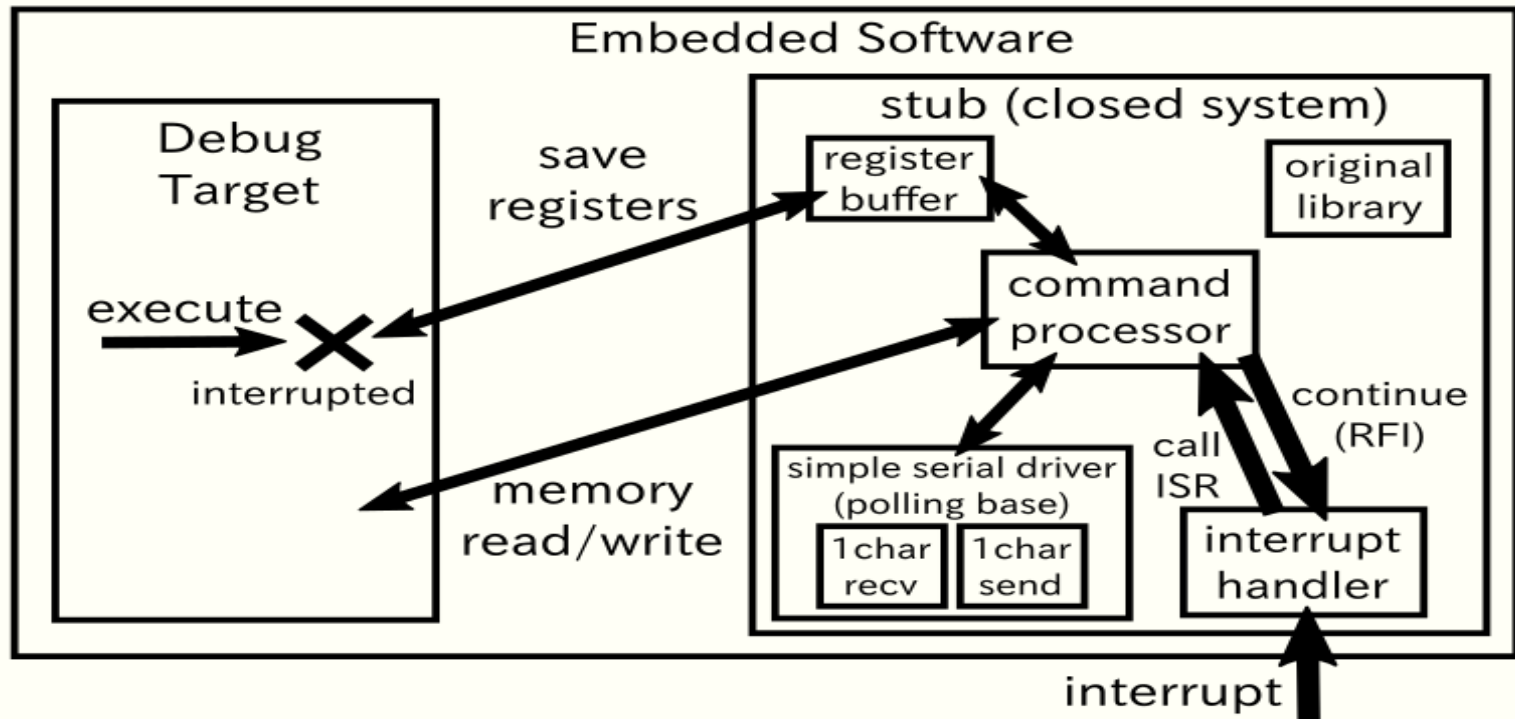 Embedded Software
Debug
Target
execute
interrupted
save
registers
memory
read/write
stub (closed system)
register
buffer
original
library
command
processor
simple serial driver
(polling base)
1char
recv
1char
send
call
ISR
continue
(RFI)
interrupt
handler
interrupt